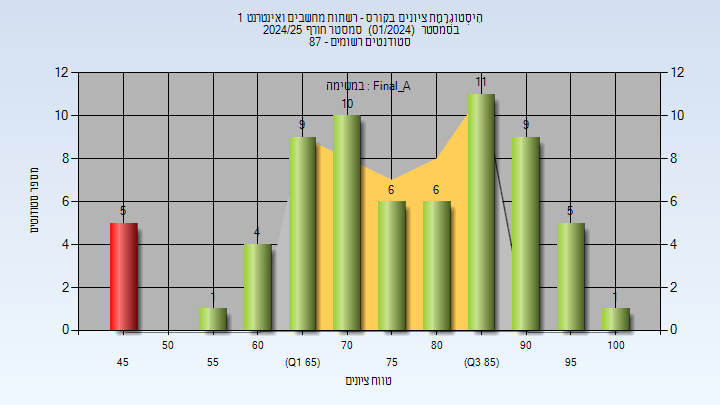 הִיסְטוֹגְרָמַת ציונים בקורס - רשתות מחשבים ואינטרנט 1
בסמסטר (01/2024) סמסטר חורף 2024/25
סטודנטים רשומים - 87
במשימה : Final_A
12 12
10 10
8 8
6 6
4 4
2 2
0 0
5 1 4 9 10 6 6 11 9 5 1
מספר סטודנטים
50 60 70 80 90 100
45 55 (Q1 65) 75 (Q3 85) 95
טווח ציונים